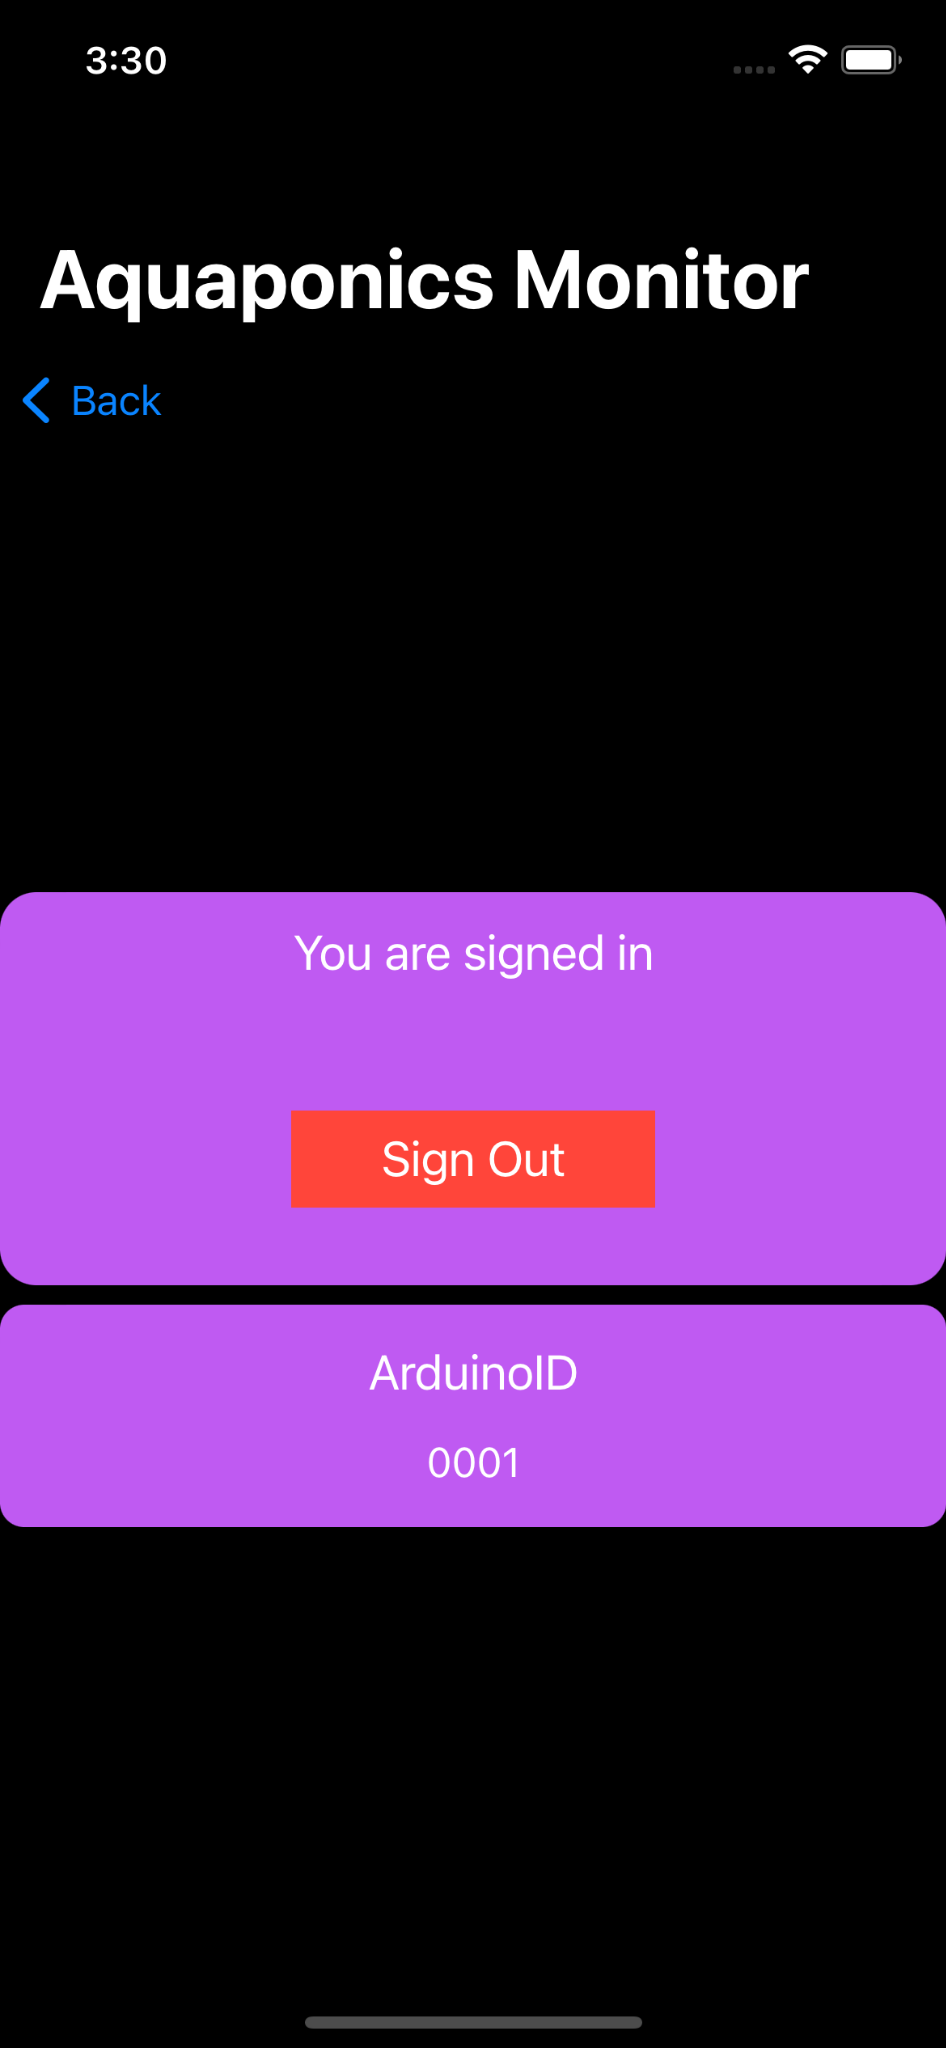 3:30
Aquaponics Monitor
Back
You are signed in
Sign Out
ArduinoID
0001